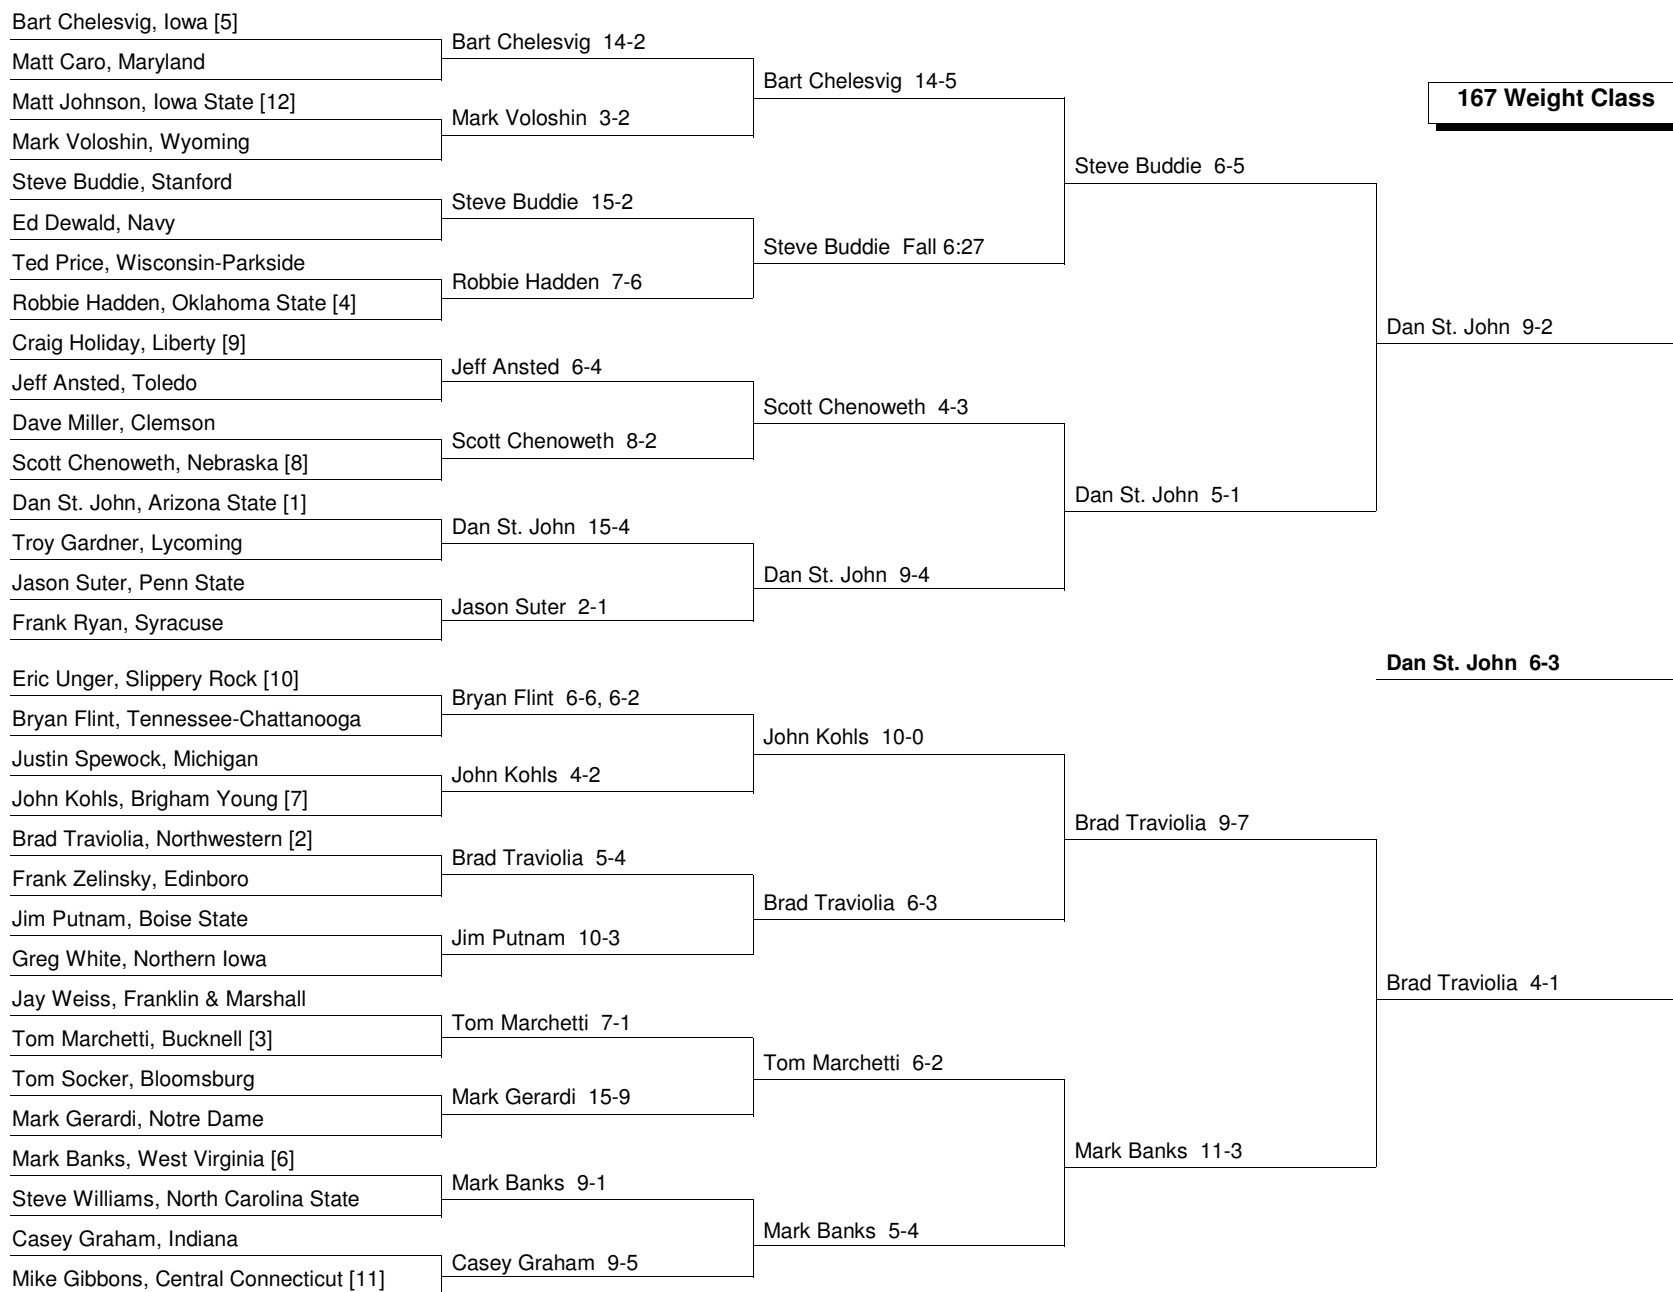 Bart Chelesvig, Iowa [5]
Matt Caro, Maryland
Matt Johnson, Iowa State [12]
Mark Voloshin, Wyoming
Steve Buddie, Stanford
Ed Dewald, Navy
Ted Price, Wisconsin-Parkside
Robbie Hadden, Oklahoma State [4]
Craig Holiday, Liberty [9]
Jeff Ansted, Toledo
Dave Miller, Clemson
Scott Chenoweth, Nebraska [8]
Dan St. John, Arizona State [1]
Troy Gardner, Lycoming
Jason Suter, Penn State
Frank Ryan, Syracuse
Eric Unger, Slippery Rock [10]
Bryan Flint, Tennessee-Chattanooga
Justin Spewock, Michigan
John Kohls, Brigham Young [7]
Brad Traviolia, Northwestern [2]
Frank Zelinsky, Edinboro
Jim Putnam, Boise State
Greg White, Northern Iowa
Jay Weiss, Franklin & Marshall
Tom Marchetti, Bucknell [3]
Tom Socker, Bloomsburg
Mark Gerardi, Notre Dame
Mark Banks, West Virginia [6]
Steve Williams, North Carolina State
Casey Graham, Indiana
Mike Gibbons, Central Connecticut [11]
Bart Chelesvig 14-2
Mark Voloshin 3-2
Steve Buddie 15-2
Robbie Hadden 7-6
Jeff Ansted 6-4
Scott Chenoweth 8-2
Dan St. John 15-4
Jason Suter 2-1
Bryan Flint 6-6, 6-2
John Kohls 4-2
Brad Traviolia 5-4
Jim Putnam 10-3
Tom Marchetti 7-1
Mark Gerardi 15-9
Mark Banks 9-1
Casey Graham 9-5
Bart Chelesvig 14-5
Steve Buddie Fall 6:27
Scott Chenoweth 4-3
Dan St. John 9-4
John Kohls 10-0
Brad Traviolia 6-3
Tom Marchetti 6-2
Mark Banks 5-4
Steve Buddie 6-5
Dan St. John 5-1
Brad Traviolia 9-7
Mark Banks 11-3
167 Weight Class
Dan St. John 9-2
Dan St. John 6-3
Brad Traviolia 4-1